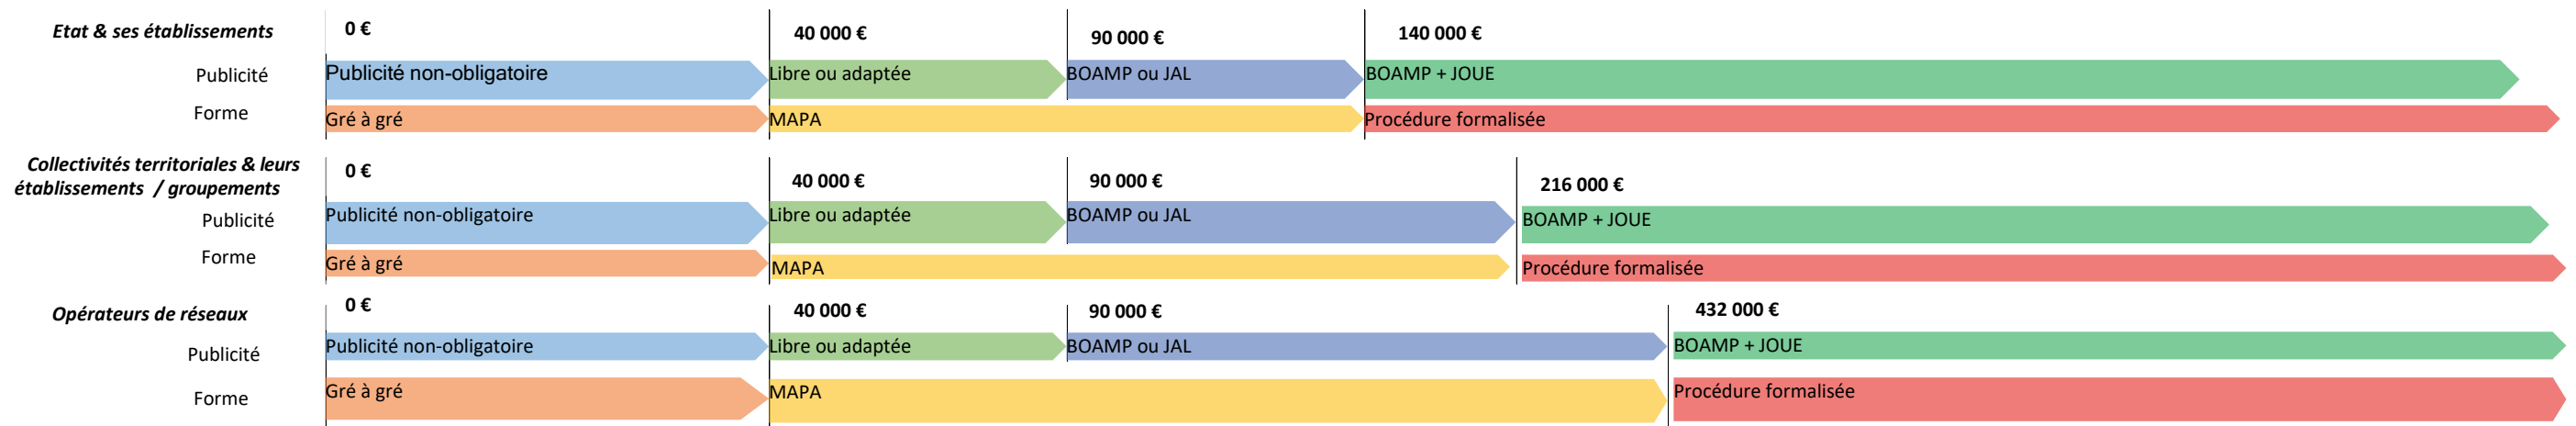 Etat & ses établissements
0 €
40 000 €
90 000 €
140 000 €
Publicité
Publicité non-obligatoire
Libre ou adaptée
BOAMP ou JAL
BOAMP + JOUE
Forme
Gré à gré
MAPA
Procédure formalisée
Collectivités territoriales & leurs
établissements / groupements
0 €
40 000 €
90 000 €
216 000 €
Publicité
Publicité non-obligatoire
Libre ou adaptée
BOAMP ou JAL
BOAMP + JOUE
Forme
Gré à gré
MAPA
Procédure formalisée
Opérateurs de réseaux
0 €
40 000 €
90 000 €
432 000 €
Publicité
Publicité non-obligatoire
Libre ou adaptée
BOAMP ou JAL
BOAMP + JOUE
Forme
Gré à gré
MAPA
Procédure formalisée